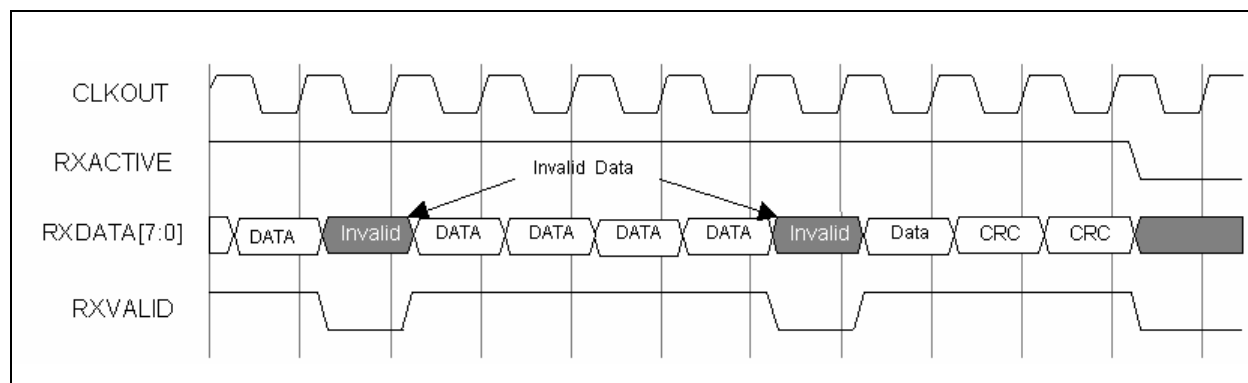 CLKOUT
RXACTIVE
Invalid Data
RXDATA[7:0] DATA Invalid DATA DATA DATA DATA Invalid Data CRC CRC
RXVALID